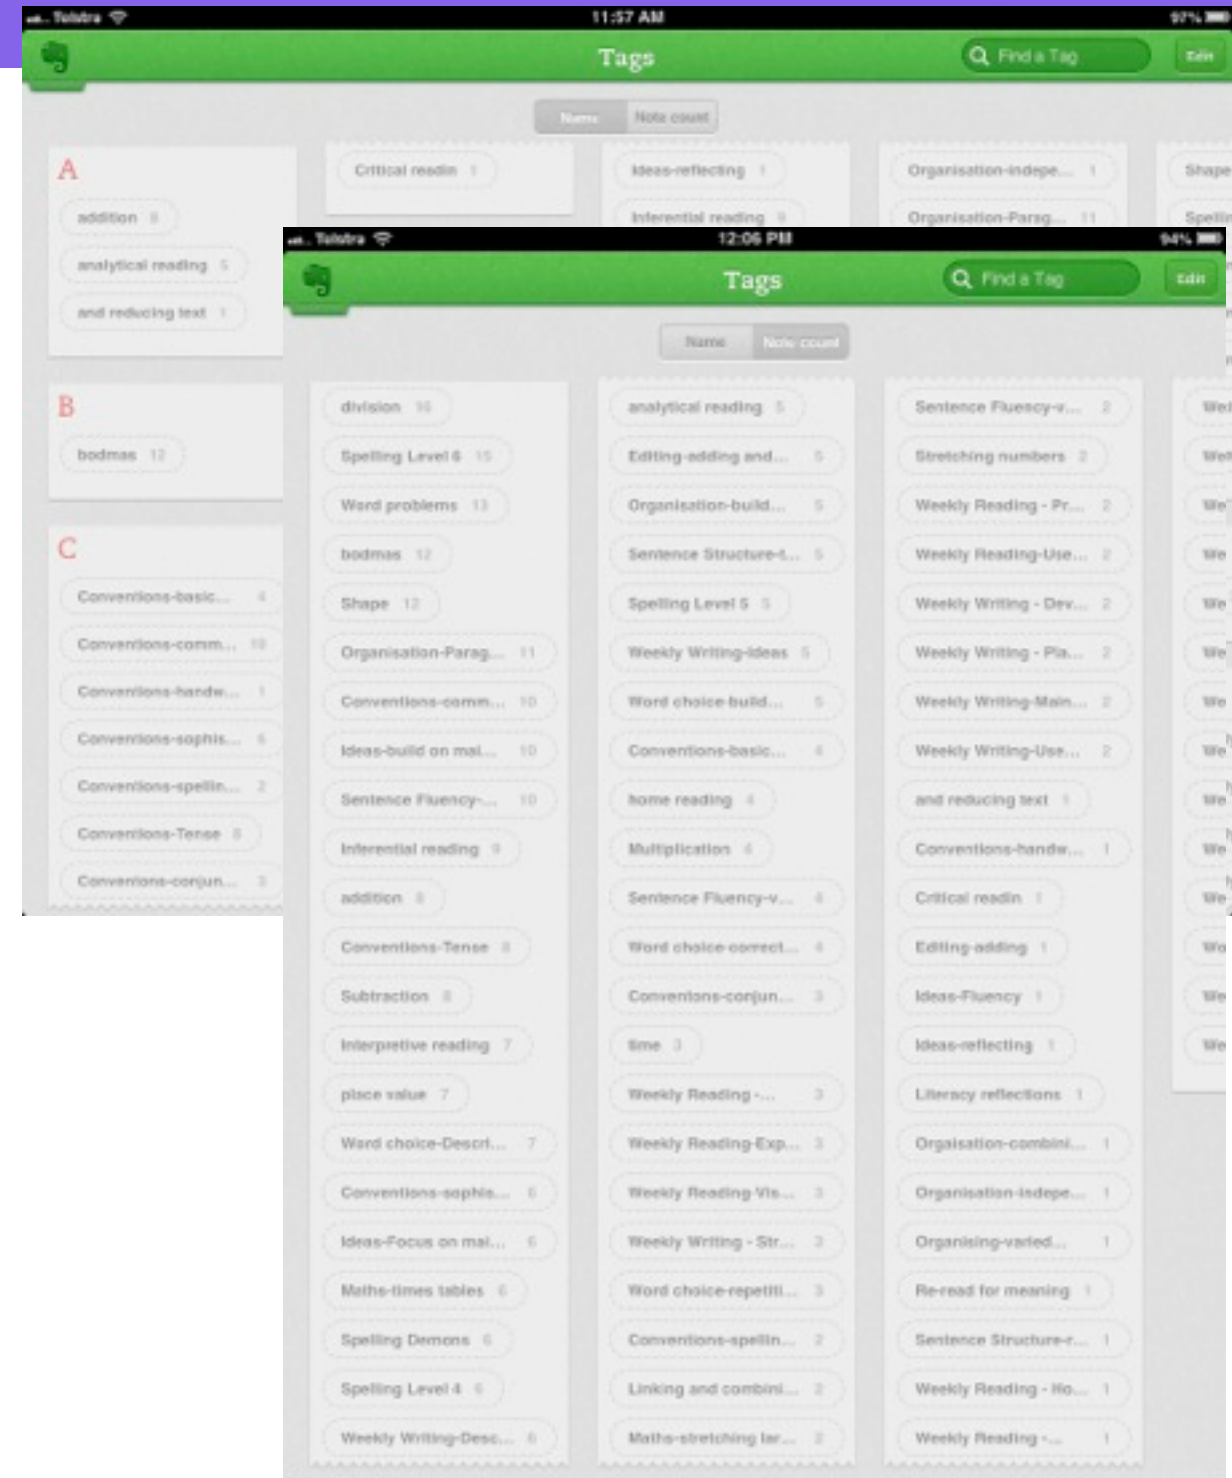 Telstra 11:57 AM 97%
Tags
Find a Tag
Edit
Name Note count
A
addition 8
analytical reading 5
and reducing text 1
B
bodmas 12
C
Conventions-basic... 4
Conventions-comm... 10
Conventions-handw... 1
Conventions-sophis... 6
Conventions-spellin... 2
Conventions-Tense 8
Conventons-conjun... 3
Critical readin 1
Ideas-reflecting 1
Inferential reading 9
Organisation-indepe... 1
Organisation-Parag... 11
Shape
Spellin
Telstra 12:06 PM 94%
Tags
Find a Tag
Edit
Name Note count
division 16
Spelling Level 6 15
Word problems 13
bodmas 12
Shape 12
Organisation-Parag... 11
Conventions-comm... 10
Ideas-build on mai... 10
Sentence Fluency-... 10
Inferential reading 9
addition 8
Conventions-Tense 8
Subtraction 8
Interpretive reading 7
place value 7
Word choice-Descri... 7
Conventions-sophis... 6
Ideas-Focus on mai... 6
Maths-times tables 6
Spelling Demons 6
Spelling Level 4 6
Weekly Writing-Desc... 6
analytical reading 5
Editing-adding and... 5
Organisation-build... 5
Sentence Structure-t... 5
Spelling Level 5 5
Weekly Writing-Ideas 5
Word choice-build... 5
Conventions-basic... 4
home reading 4
Multiplication 4
Sentence Fluency-v... 4
Word choice-correct... 4
Conventons-conjun... 3
time 3
Weekly Reading -... 3
Weekly Reading-Exp... 3
Weekly Reading-Vis... 3
Weekly Writing - Str... 3
Word choice-repetiti... 3
Conventions-spellin... 2
Linking and combini... 2
Maths-stretching lar... 2
Sentence Fluency-v... 2
Stretching numbers 2
Weekly Reading - Pr... 2
Weekly Reading-Use... 2
Weekly Writing - Dev... 2
Weekly Writing - Pla... 2
Weekly Writing-Main... 2
Weekly Writing-Use... 2
and reducing text 1
Conventions-handw... 1
Critical readin 1
Editing-adding 1
Ideas-Fluency 1
Ideas-reflecting 1
Literacy reflections 1
Orgaisation-combini... 1
Organisation-indepe... 1
Organising-varied... 1
Re-read for meaning 1
Sentence Structure-r... 1
Weekly Reading - Ho... 1
Weekly Reading -... 1